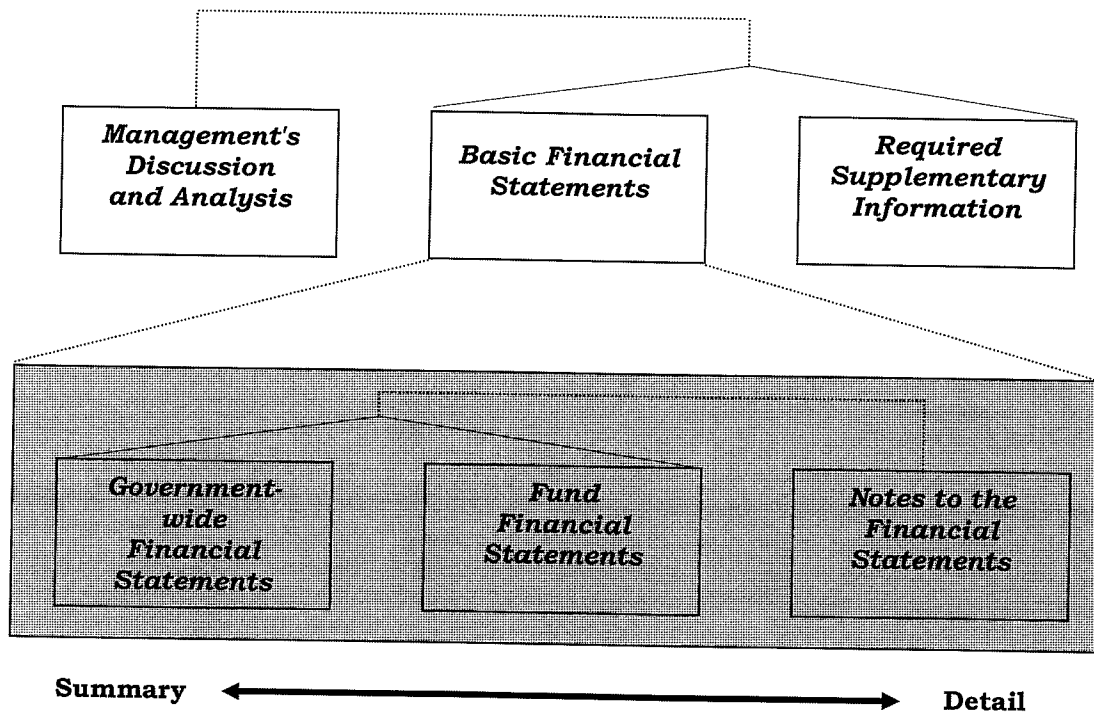 Management's
Discussion
and Analysis
Basic Financial
Statements
Required
Supplementary
Information
Government-
wide
Financial
Statements
Fund
Financial
Statements
Notes to the
Financial
Statements
Summary
Detail